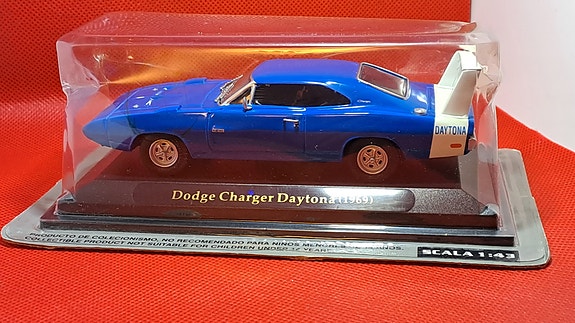 DAYTONA
Dodge Charger Daytona (1969)
PRODUCTO DE COLECIONISMO, NO RECOMENDADO PARA NIÑOS MENORES DE 14 AÑOS.
COLLECTIBLE PRODUCT NOT SUITABLE FOR CHILDREN UNDER 14 YEARS
SCALA 1:43